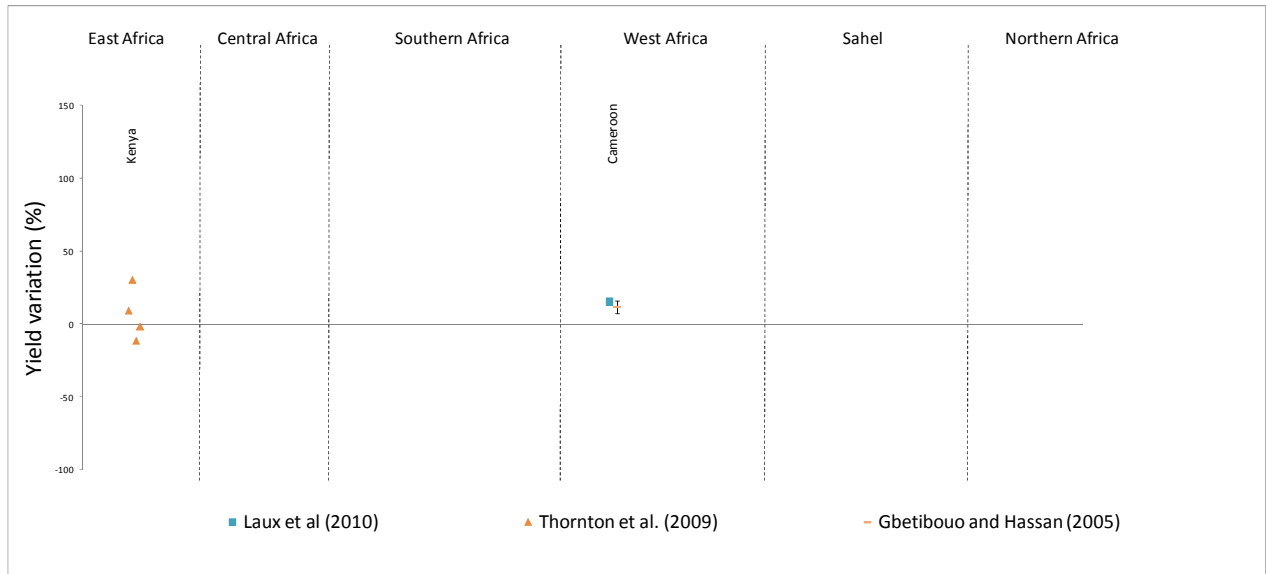 East Africa Central Africa Southern Africa West Africa Sahel Northern Africa
150
100
50
0
-50
-100
Yield variation (%)
Kenya
Cameroon
Laux et al (2010) Thornton et al. (2009) Gbetibouo and Hassan (2005)